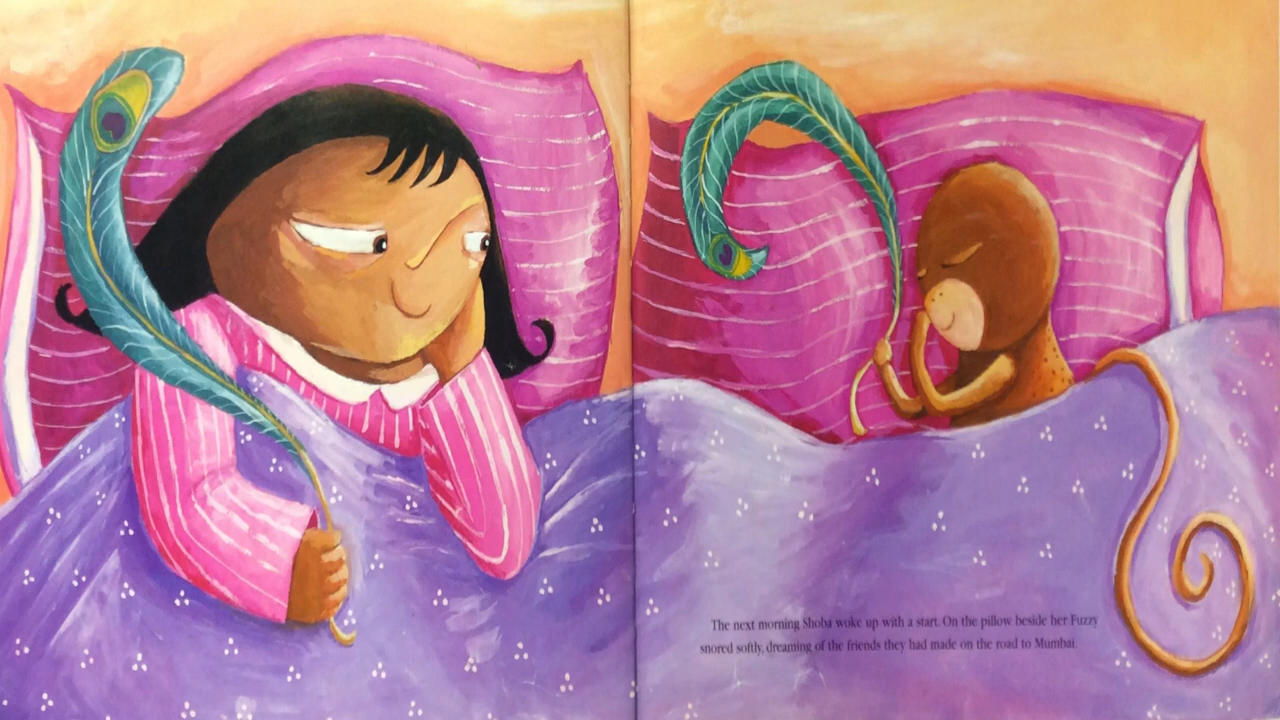 The next morning Shoba woke up with a start. On the pillow beside her Fuzzy
snored softly, dreaming of the friends they had made on the road to Mumbai.